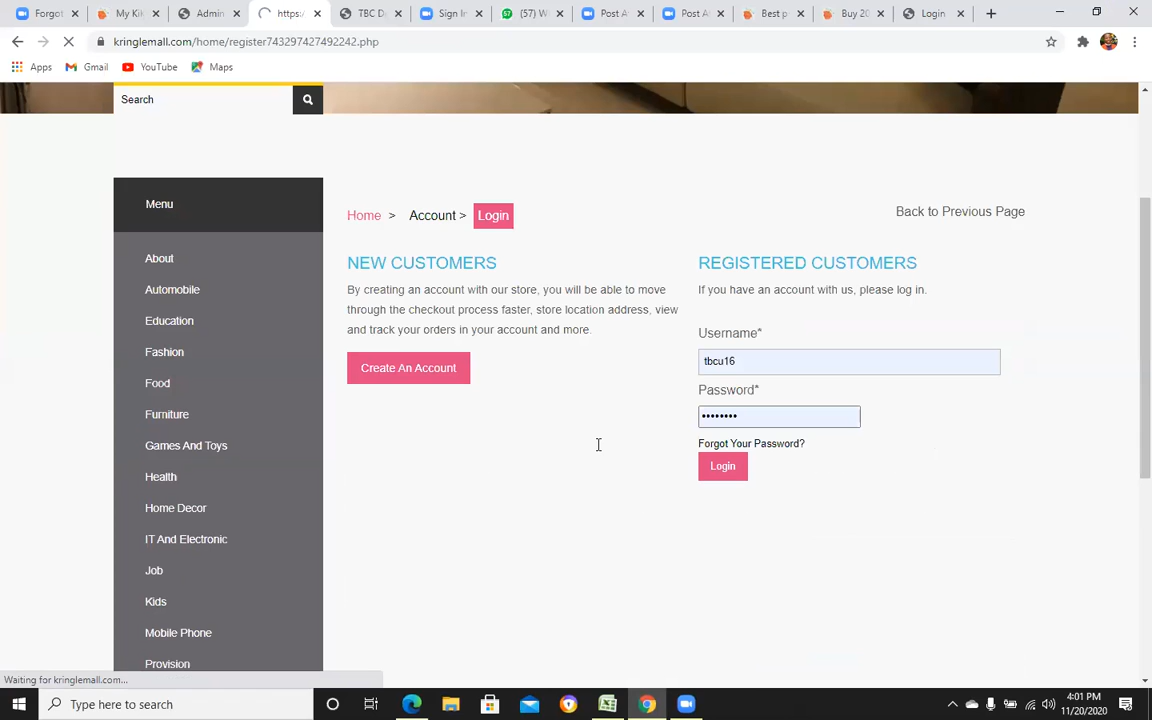 Forgot
My Kik
Admin
https:
TBC D
Sign In
(57) W
Post A
Post A
Best p
Buy 20
Login
kringlemall.com/home/register743297427492242.php
Apps
Gmail
YouTube
Maps
Search
Menu
Home > Account > Login
Back to Previous Page
About
Automobile
Education
Fashion
Food
Furniture
Games And Toys
Health
Home Decor
IT And Electronic
Job
Kids
Mobile Phone
Provision
NEW CUSTOMERS
By creating an account with our store, you will be able to move
through the checkout process faster, store location address, view
and track your orders in your account and more.
Create An Account
REGISTERED CUSTOMERS
If you have an account with us, please log in.
Username*
tbcu16
Password*
••••••••
Forgot Your Password?
Login
Waiting for kringlemall.com...
Type here to search
4:01 PM
11/20/2020